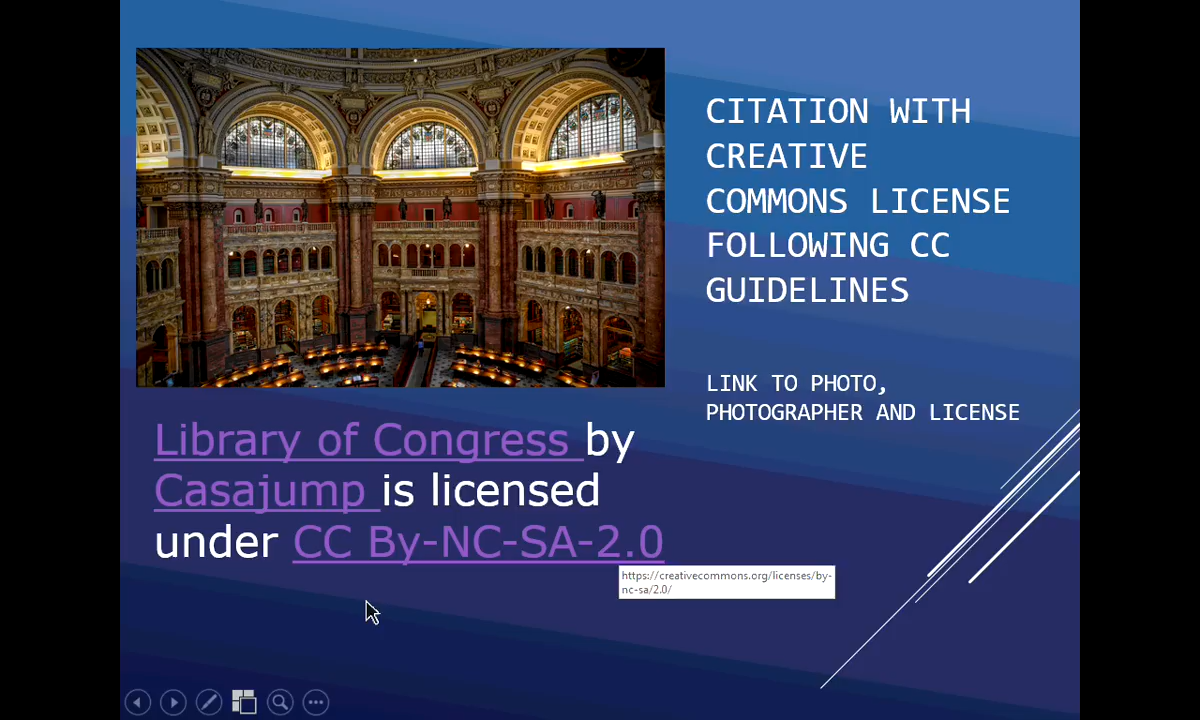 CITATION WITH
CREATIVE
COMMONS LICENSE
FOLLOWING CC
GUIDELINES
LINK TO PHOTO,
PHOTOGRAPHER AND LICENSE
Library of Congress by
Casajump is licensed
under CC By-NC-SA-2.0
https://creativecommons.org/licenses/by-
nc-sa/2.0/